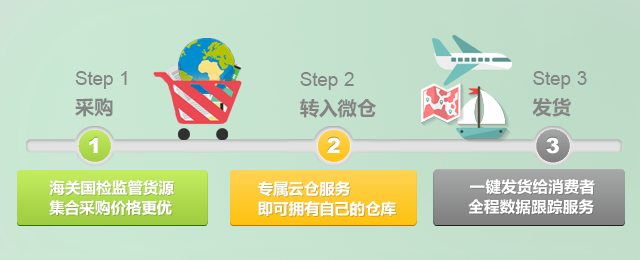 Step 1
采购
Step 2
转入微仓
Step 3
发货
1
2
3
海关国检监管货源
集合采购价格更优
专属云仓服务
即可拥有自己的仓库
一键发货给消费者
全程数据跟踪服务